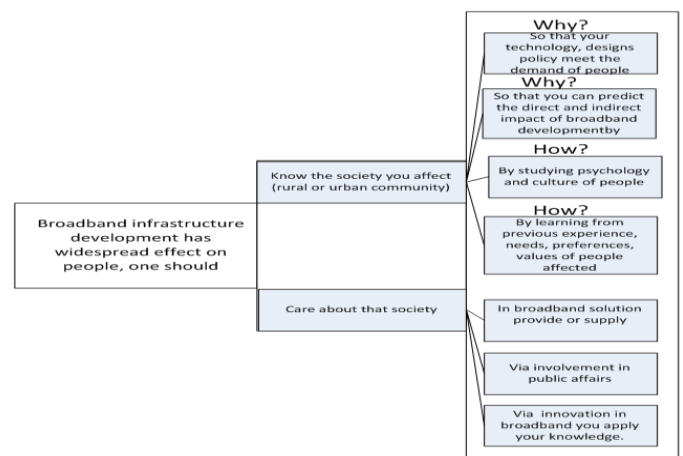 Broadband infrastructure
development has
widespread effect on
people, one should
Know the society you affect
(rural or urban community)
Why?
So that your
technology, designs
policy meet the
demand of people
Why?
So that you can predict
the direct and indirect
impact of broadband
developmentby
How?
By studying psychology
and culture of people
How?
By learning from
previous experience,
needs, preferences,
values of people
affected
Care about that society
In broadband solution
provide or supply
Via involvement in
public affairs
Via innovation in
broadband you apply
your knowledge.